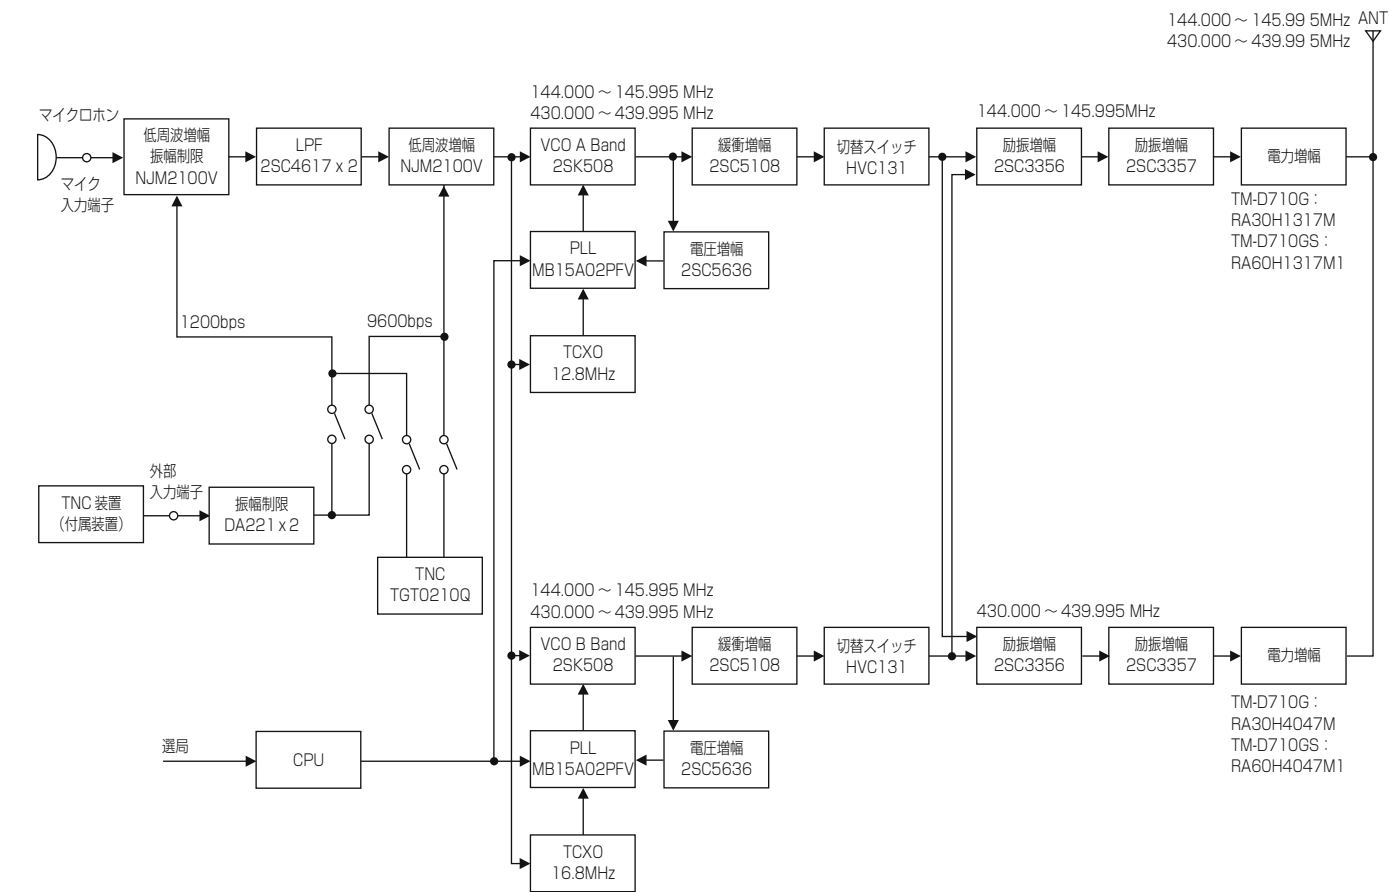 144.000 ～ 145.99 5MHz ANT
430.000 ～ 439.99 5MHz
144.000 ～ 145.995 MHz
430.000 ～ 439.995 MHz
144.000 ～ 145.995MHz
マイクロホン
マイク
入力端子
低周波増幅
振幅制限
NJM2100V
LPF
2SC4617 x 2
低周波増幅
NJM2100V
VCO A Band
2SK508
緩衝増幅
2SC5108
切替スイッチ
HVC131
励振増幅
2SC3356
励振増幅
2SC3357
電力増幅
TM-D710G：
RA30H1317M
TM-D710GS：
RA60H1317M1
PLL
MB15A02PFV
電圧増幅
2SC5636
1200bps
9600bps
TCXO
12.8MHz
TNC 装置
（付属装置）
外部
入力端子
振幅制限
DA221 x 2
TNC
TGT0210Q
144.000 ～ 145.995 MHz
430.000 ～ 439.995 MHz
430.000 ～ 439.995 MHz
VCO B Band
2SK508
緩衝増幅
2SC5108
切替スイッチ
HVC131
励振増幅
2SC3356
励振増幅
2SC3357
電力増幅
TM-D710G：
RA30H4047M
TM-D710GS：
RA60H4047M1
選局
CPU
PLL
MB15A02PFV
電圧増幅
2SC5636
TCXO
16.8MHz